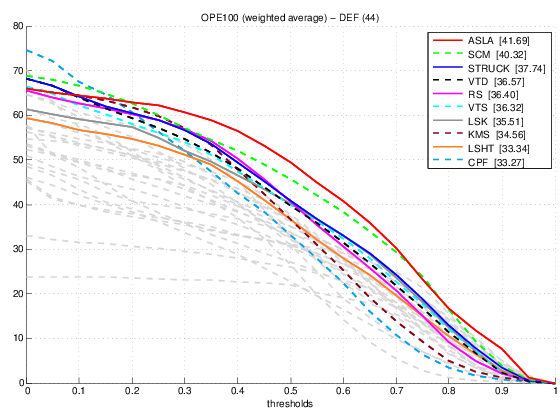 OPE100 (weighted average) – DEF (44)
80
70
60
50
40
30
20
10
0
ASLA [41.69]
SCM [40.32]
STRUCK [37.74]
VTD [36.57]
RS [36.40]
VTS [36.32]
LSK [35.51]
KMS [34.56]
LSHT [33.34]
CPF [33.27]
0 0.1 0.2 0.3 0.4 0.5 0.6 0.7 0.8 0.9 1
thresholds